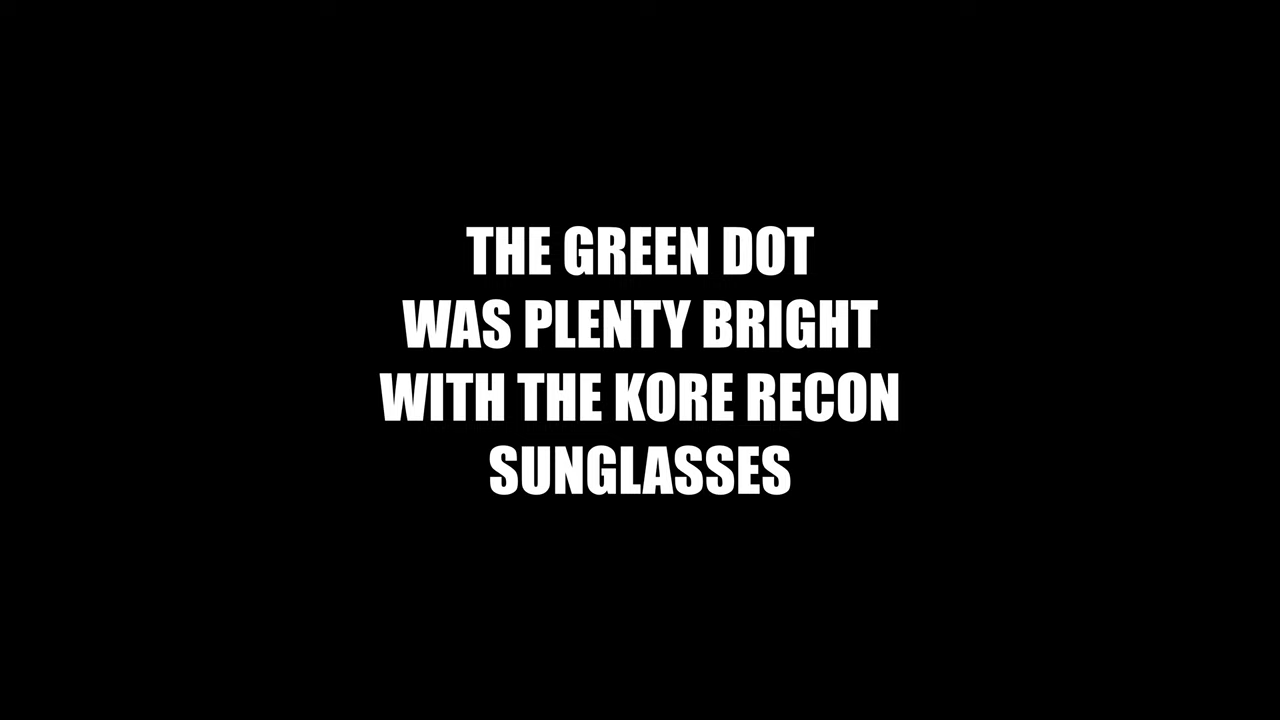 THE GREEN DOT
WAS PLENTY BRIGHT
WITH THE KORE RECON
SUNGLASSES